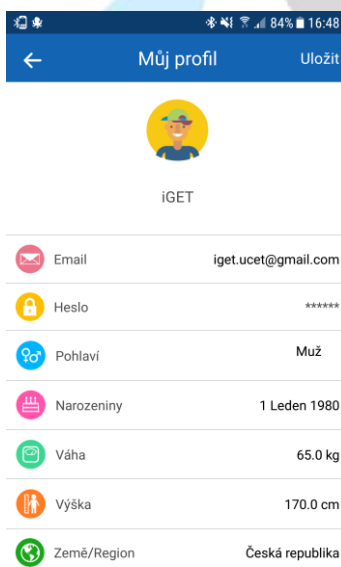 84% 16:48
Můj profil Uložit
iGET
Email iget.ucet@gmail.com
Heslo ******
Pohlaví Muž
Narozeniny 1 Leden 1980
Váha 65.0 kg
Výška 170.0 cm
Země/Region Česká republika